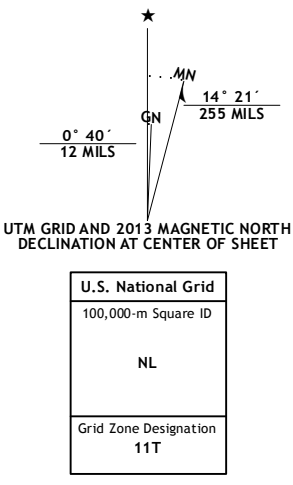 ★
MN
GN
14° 21´
255 MILS
0° 40´
12 MILS
UTM GRID AND 2013 MAGNETIC NORTH
DECLINATION AT CENTER OF SHEET
U.S. National Grid
100,000-m Square ID
NL
Grid Zone Designation
11T